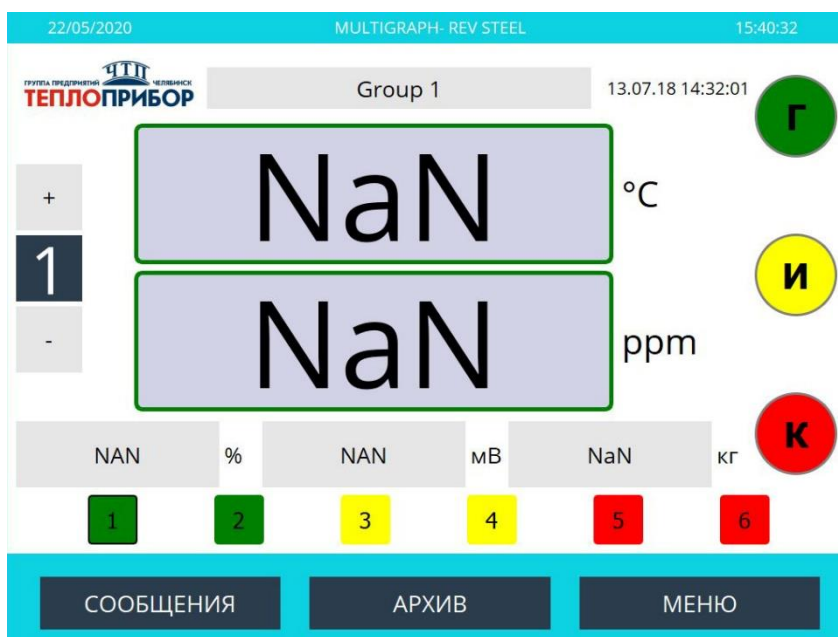 22/05/2020 MULTIGRAPH- REV STEEL 15:40:32
ГРУППА ПРЕДПРИЯТИЙ ЧТП ЧЕЛЯБИНСК
ТЕПЛОПРИБОР
Group 1
13.07.18 14:32:01
Г
NaN °C
+
1
-
И
NaN ppm
К
NAN % NAN мВ NaN кг
1 2 3 4 5 6
СООБЩЕНИЯ АРХИВ МЕНЮ